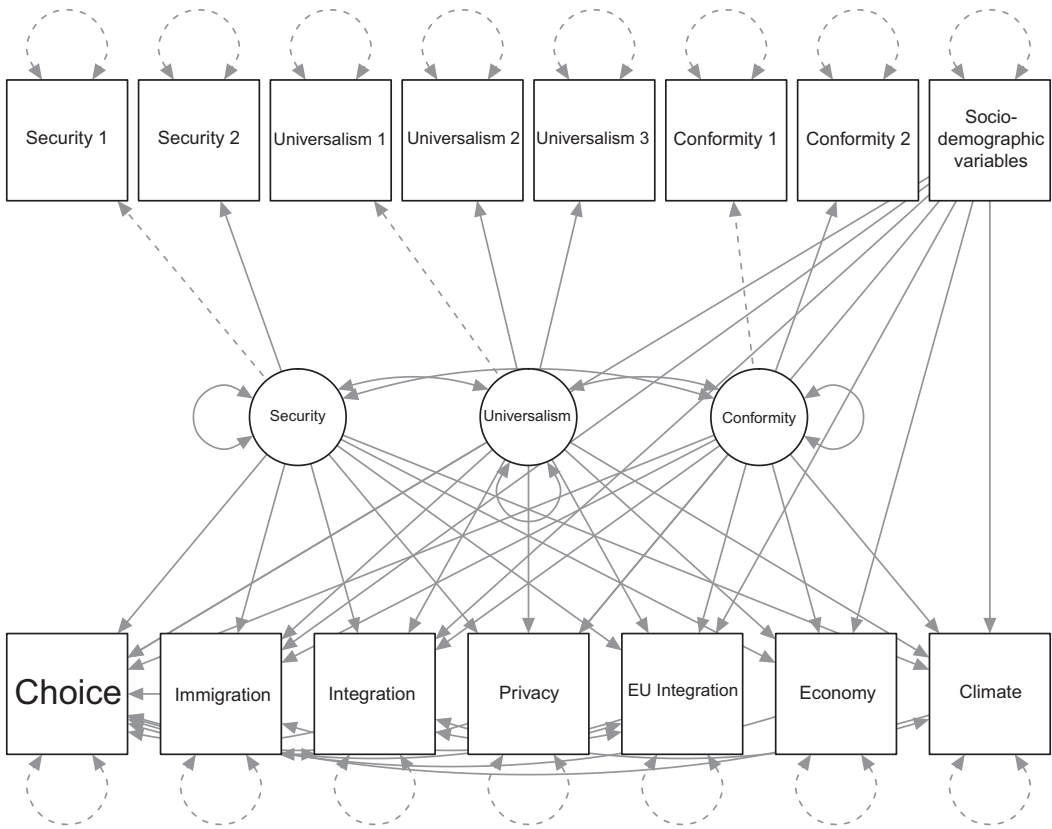 Security 1
Security 2
Universalism 1
Universalism 2
Universalism 3
Conformity 1
Conformity 2
Socio-
demographic
variables
Security
Universalism
Conformity
Choice
Immigration
Integration
Privacy
EU Integration
Economy
Climate